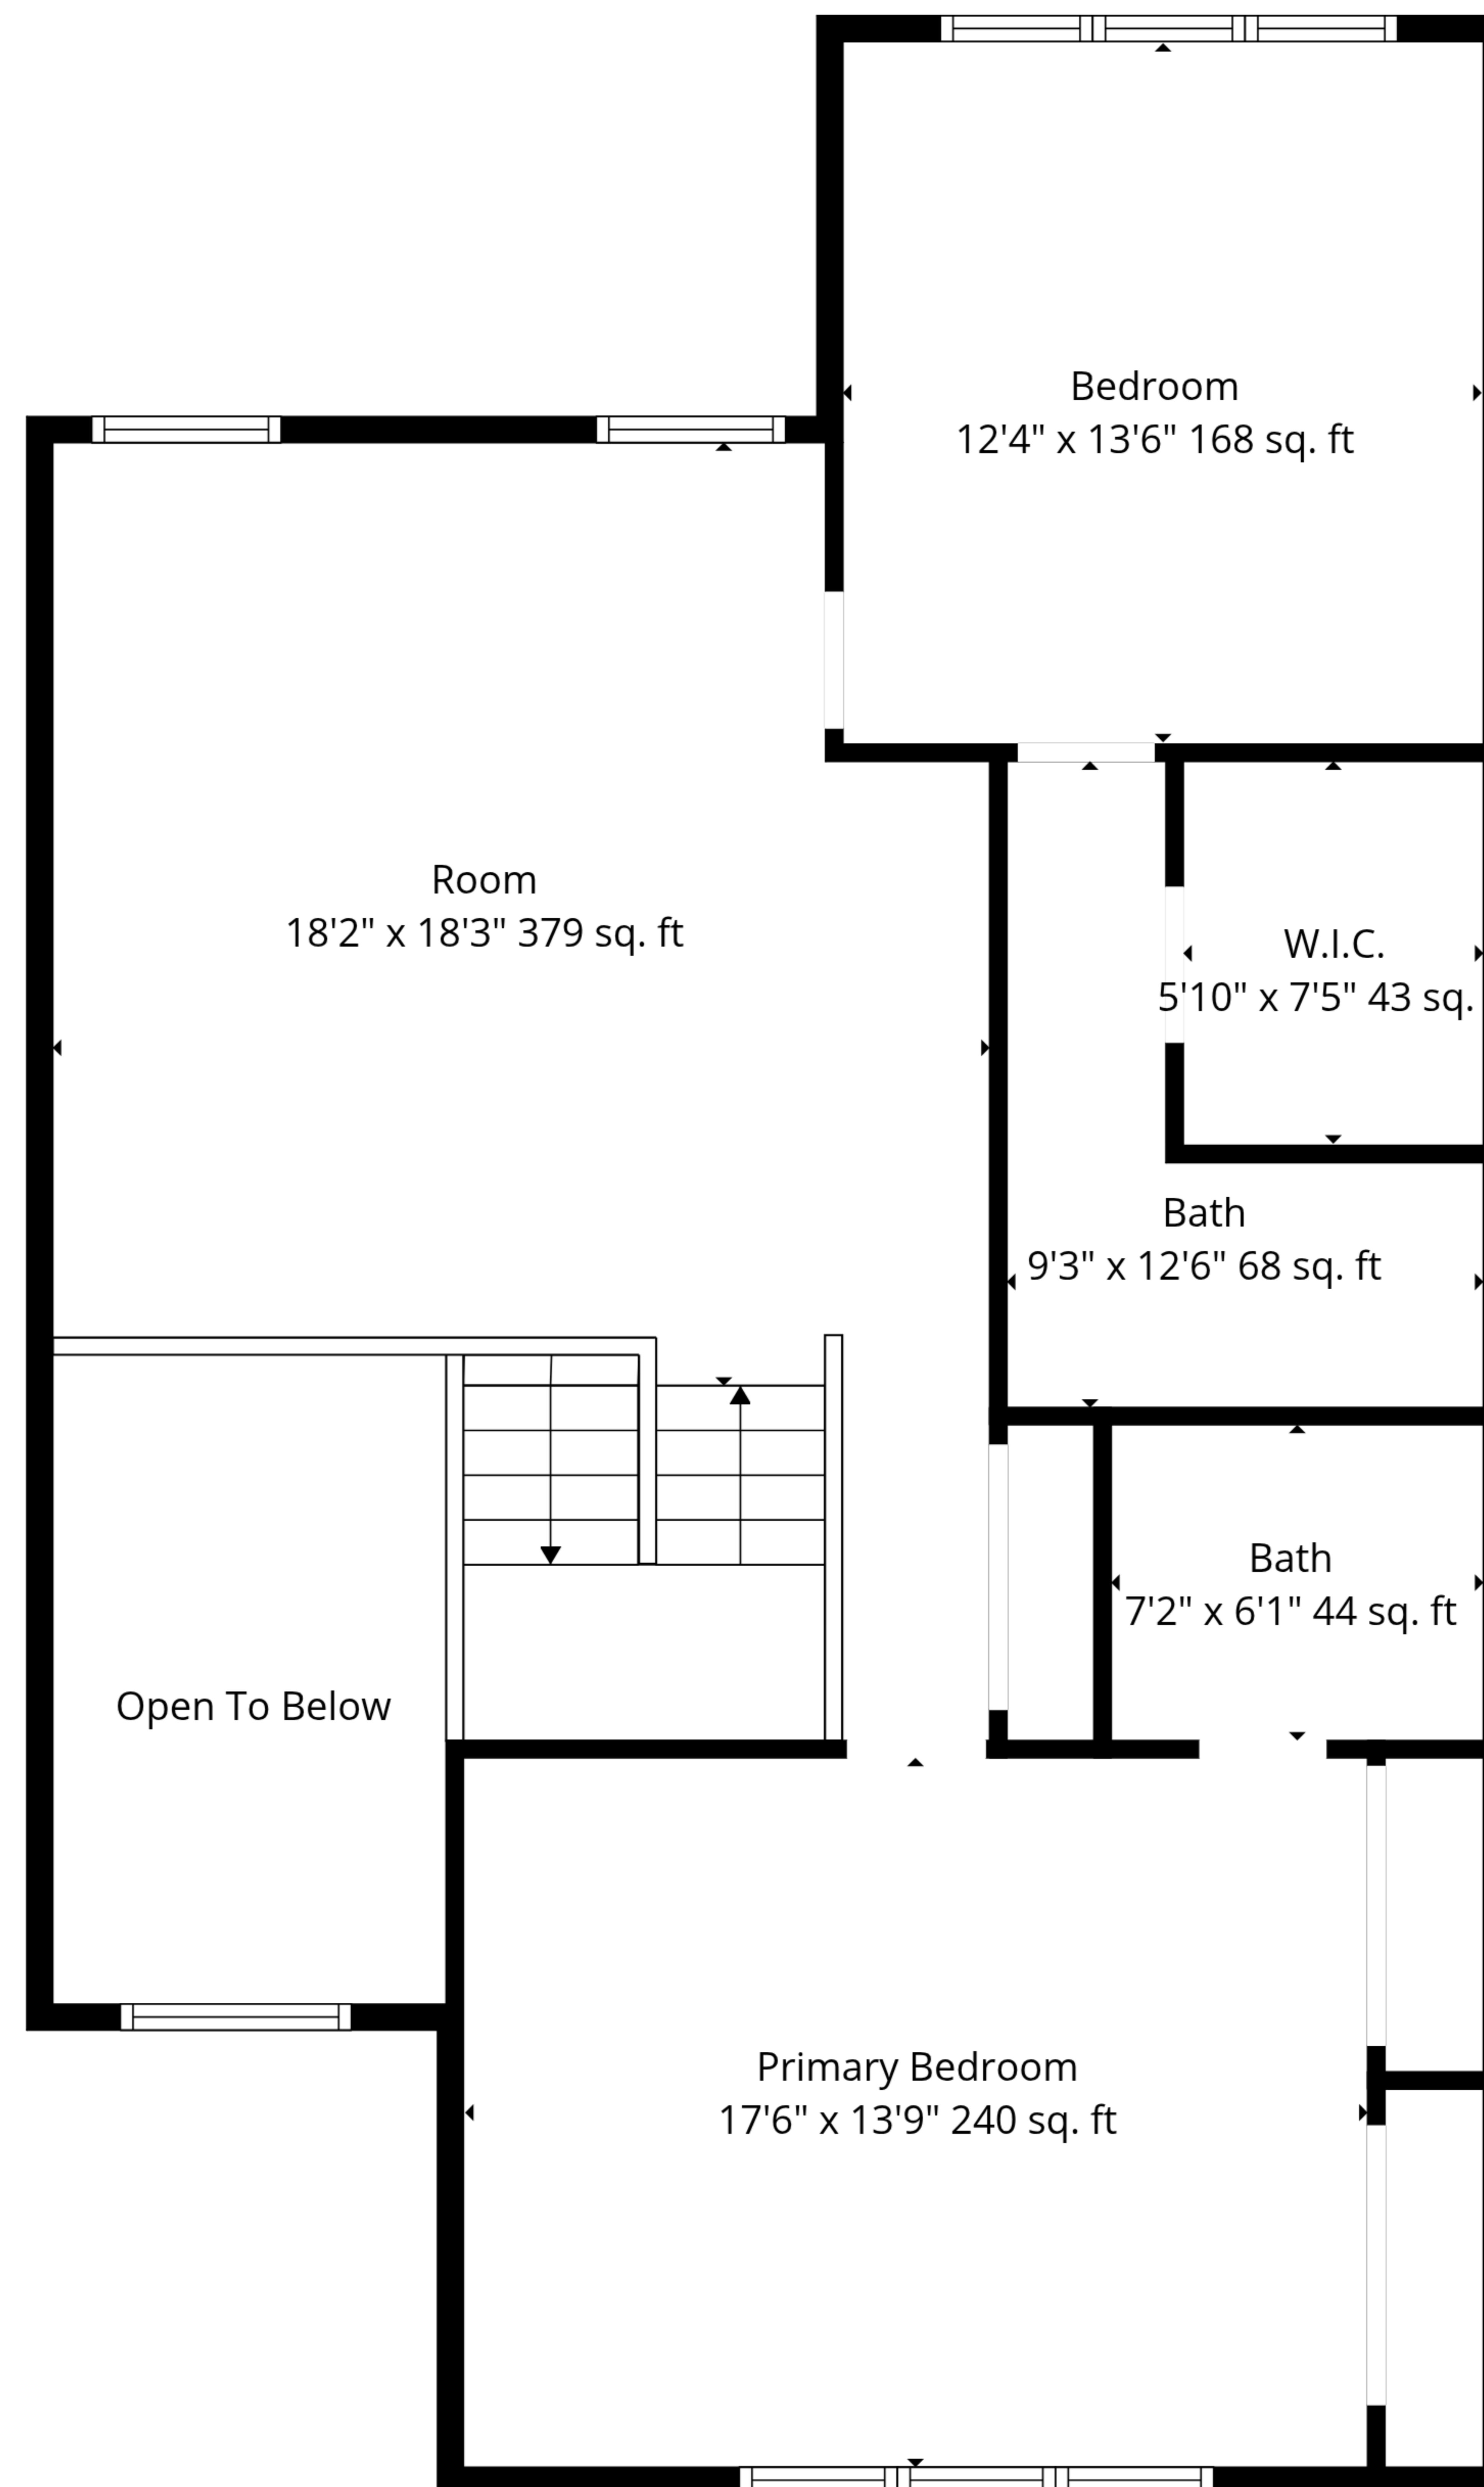 Bedroom
12'4" x 13'6" 168 sq. ft
Room
18'2" x 18'3" 379 sq. ft
W.I.C.
5'10" x 7'5" 43 sq.
Bath
9'3" x 12'6" 68 sq. ft
Bath
7'2" x 6'1" 44 sq. ft
Open To Below
Primary Bedroom
17'6" x 13'9" 240 sq. ft